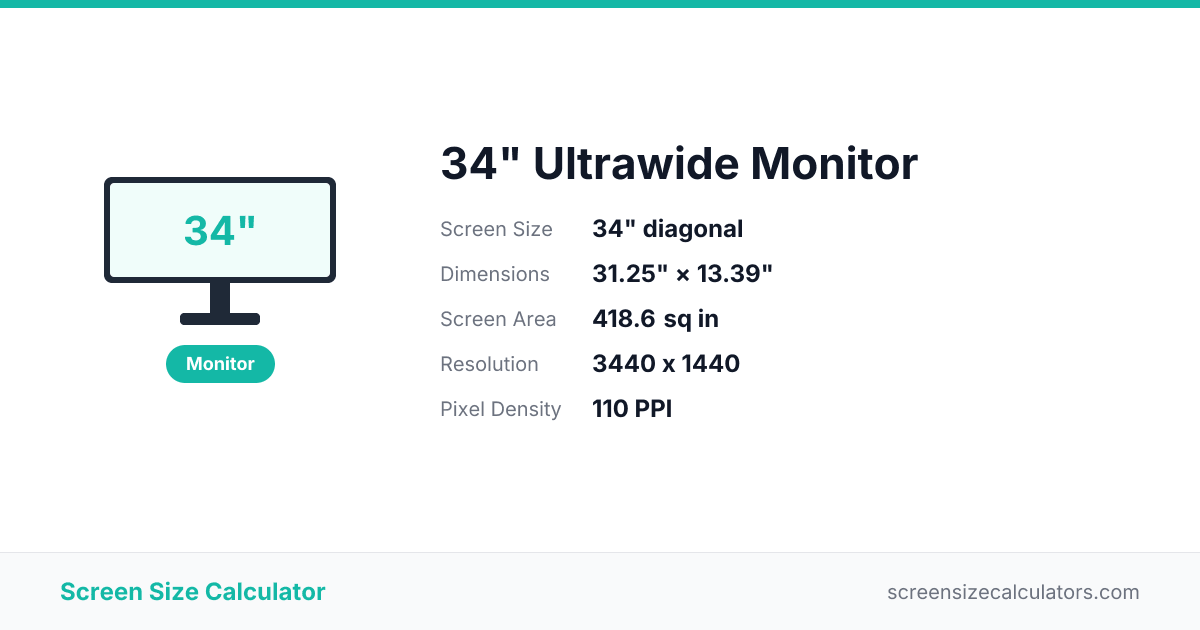 34"
Monitor
34" Ultrawide Monitor
Screen Size 34" diagonal
Dimensions 31.25" × 13.39"
Screen Area 418.6 sq in
Resolution 3440 x 1440
Pixel Density 110 PPI
Screen Size Calculator
screensizecalculators.com